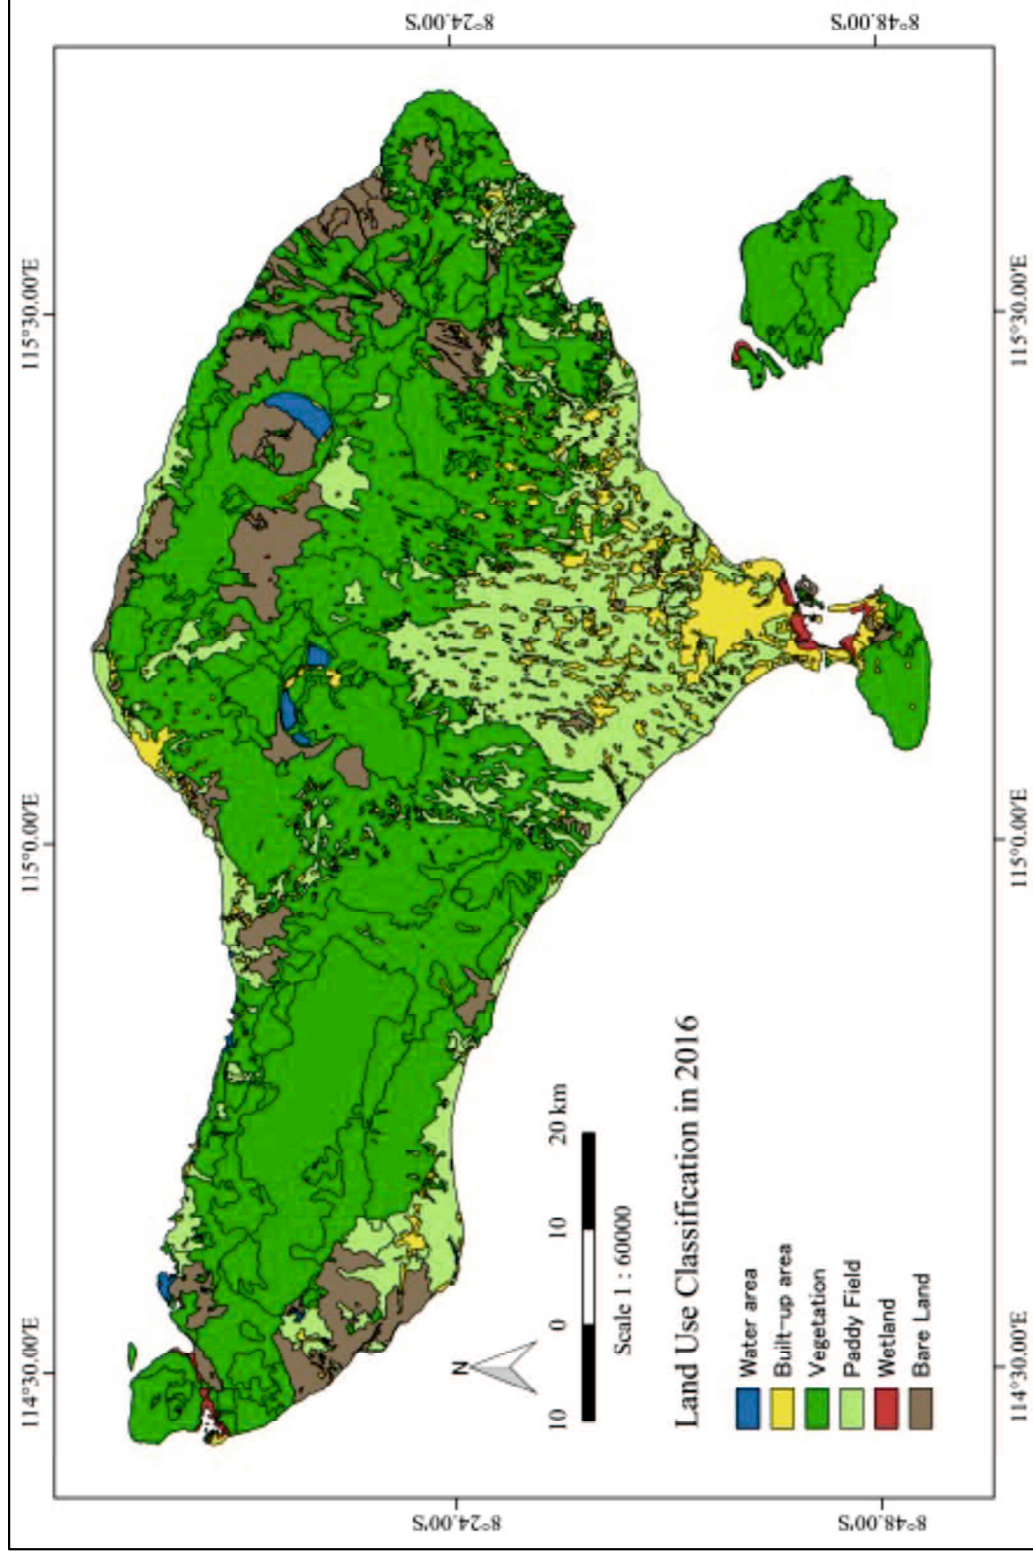 114°30.00'E
115°0.00'E
115°30.00'E
8°24.00'S
8°24.00'S
8°48.00'S
8°48.00'S
N
10
0
10
20 km
Scale 1 : 60000
Land Use Classification in 2016
Water area
Built-up area
Vegetation
Paddy Field
Wetland
Bare Land
114°30.00'E
115°0.00'E
115°30.00'E